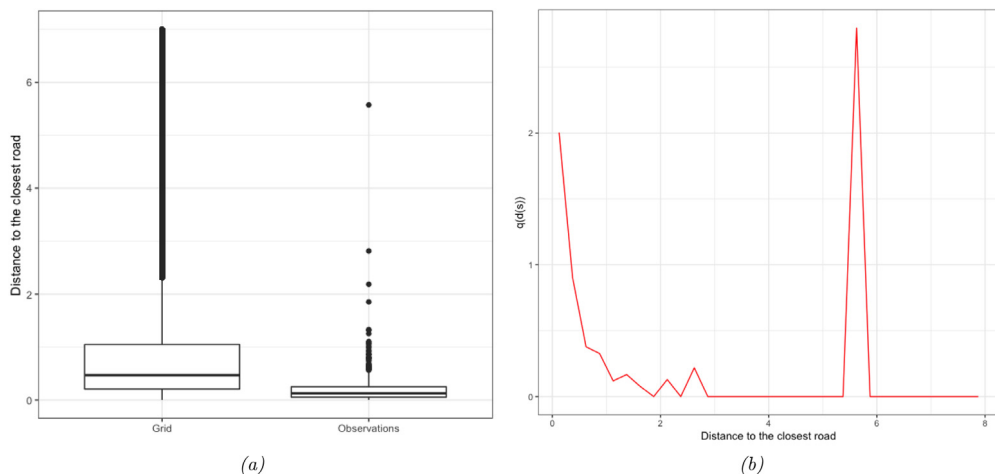 Distance to the closest road
6
4
2
0
Grid
Observations
(a)
q(d(s))
2
1
0
0
2
4
6
8
Distance to the closest road
(b)